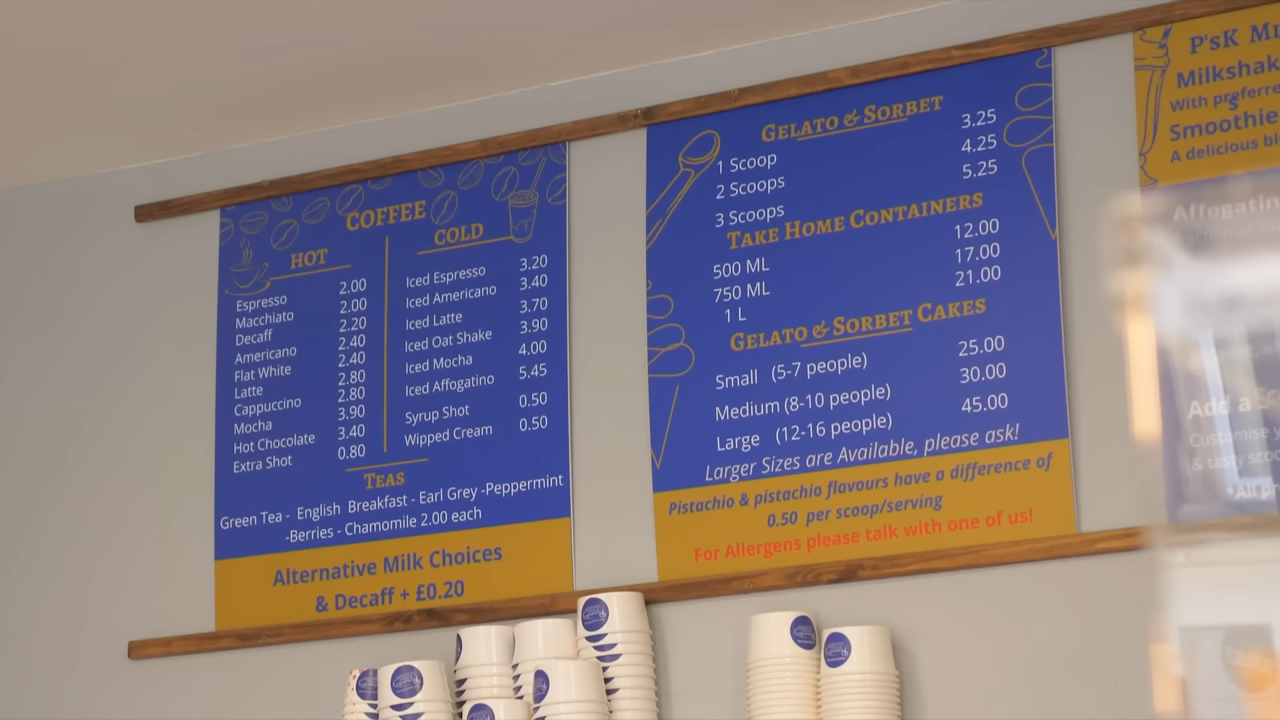 COFFEE
HOT
Espresso 2.00
Macchiato 2.00
Decaff 2.20
Americano 2.40
Flat White 2.40
Latte 2.80
Cappuccino 2.80
Mocha 3.90
Hot Chocolate 3.40
Extra Shot 0.80
COLD
Iced Espresso 3.20
Iced Americano 3.40
Iced Latte 3.70
Iced Oat Shake 3.90
Iced Mocha 4.00
Iced Affogatino 5.45
Syrup Shot 0.50
Wipped Cream 0.50
TEAS
Green Tea - English Breakfast - Earl Grey -Peppermint
-Berries - Chamomile 2.00 each
Alternative Milk Choices
& Decaff + £0.20
GELATO & SORBET
1 Scoop 3.25
2 Scoops 4.25
3 Scoops 5.25
TAKE HOME CONTAINERS
500 ML 12.00
750 ML 17.00
1 L 21.00
GELATO & SORBET CAKES
Small (5-7 people) 25.00
Medium (8-10 people) 30.00
Large (12-16 people) 45.00
Larger Sizes are Available, please ask!
Pistachio & pistachio flavours have a difference of
0.50 per scoop/serving
For Allergens please talk with one of us!
P'sK
Milkshak
With preferre
s
Smoothie
A delicious
Affogatin
Add a
Customise
& tasty
*All